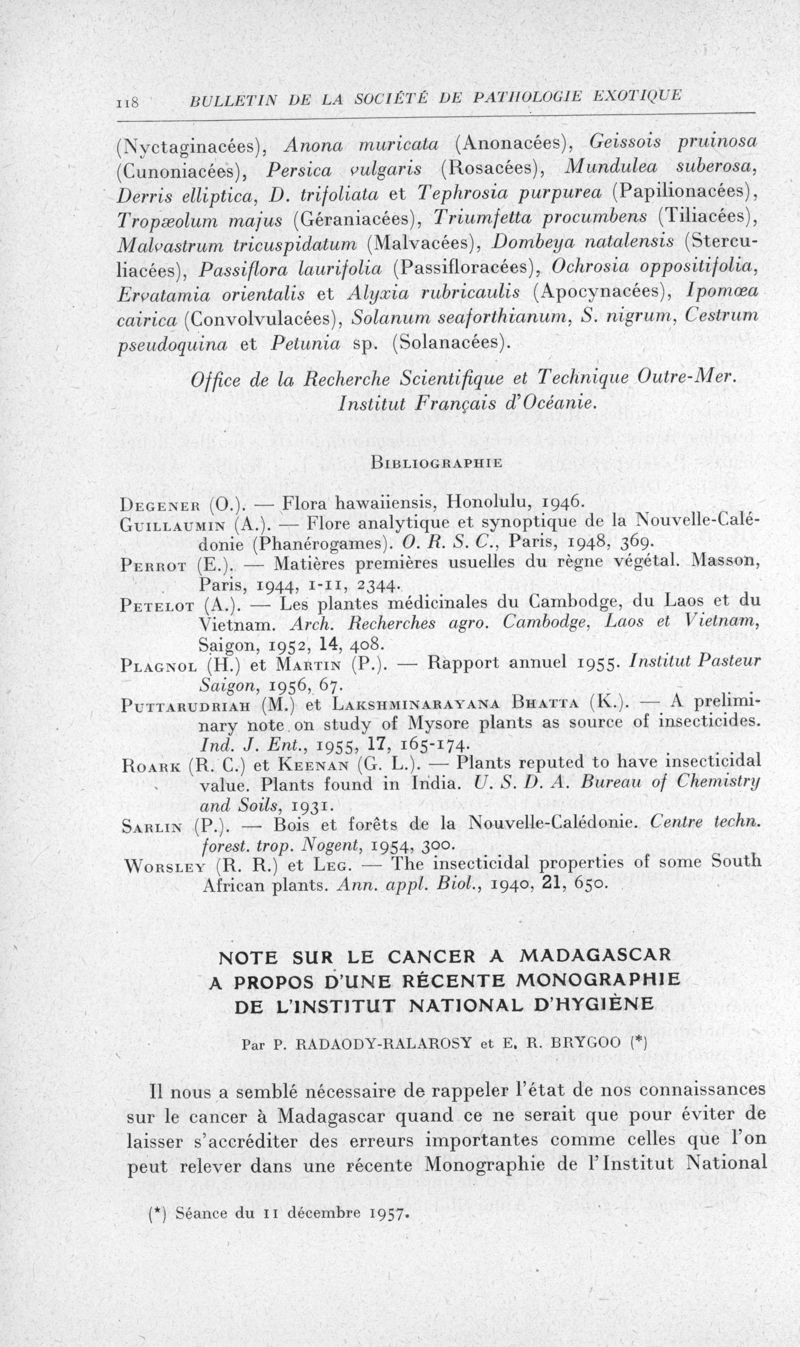 118 BULLETIN DE LA SOCIÉTÉ DE PATHOLOGIE EXOTIQUE
(Nyctaginacées), Anona muricata (Anonacées), Geissois pruinosa
(Cunoniacées), Persica vulgaris (Rosacées), Mundulea suberosa,
Derris elliptica, D. trifoliata et Tephrosia purpurea (Papilionacées),
Tropæolum majus (Géraniacées), Triumfetta procumbens (Tiliacées),
Malvastrum tricuspidatum (Malvacées), Dombeya natalensis (Stercu-
liacées), Passiflora laurifolia (Passifloracées), Ochrosia oppositifolia,
Ervatamia orientalis et Alyxia rubricaulis (Apocynacées), Ipomœa
cairica (Convolvulacées), Solanum seaforthianum, S. nigrum, Cestrum
pseudoquina et Petunia sp. (Solanacées).
Office de la Recherche Scientifique et Technique Outre-Mer.
Institut Français d'Océanie.
BIBLIOGRAPHIE
DEGENER (O.). — Flora hawaiiensis, Honolulu, 1946.
GUILLAUMIN (A.). — Flore analytique et synoptique de la Nouvelle-Calé-
donie (Phanérogames). O. R. S. C., Paris, 1948, 369.
PERROT (E.). — Matières premières usuelles du règne végétal. Masson,
Paris, 1944, I-II, 2344.
PETELOT (A.). — Les plantes médicinales du Cambodge, du Laos et du
Vietnam. Arch. Recherches agro. Cambodge, Laos et Vietnam,
Saigon, 1952, 14, 408.
PLAGNOL (H.) et MARTIN (P.). — Rapport annuel 1955. Institut Pasteur
Saigon, 1956, 67.
PUTTARUDRIAH (M.) et LAKSHMINARAYANA BHATTA (K.). — A prelimi-
nary note on study of Mysore plants as source of insecticides.
Ind. J. Ent., 1955, 17, 165-174.
ROARK (R. C.) et KEENAN (G. L.). — Plants reputed to have insecticidal
value. Plants found in India. U. S. D. A. Bureau of Chemistry
and Soils, 1931.
SARLIN (P.). — Bois et forêts de la Nouvelle-Calédonie. Centre techn.
forest. trop. Nogent, 1954, 300.
WORSLEY (R. R.) et LEG. — The insecticidal properties of some South
African plants. Ann. appl. Biol., 1940, 21, 650.
NOTE SUR LE CANCER A MADAGASCAR
A PROPOS D'UNE RÉCENTE MONOGRAPHIE
DE L'INSTITUT NATIONAL D'HYGIÈNE
Par P. RADAODY-RALAROSY et E. R. BRYGOO (*)
Il nous a semblé nécessaire de rappeler l'état de nos connaissances
sur le cancer à Madagascar quand ce ne serait que pour éviter de
laisser s'accréditer des erreurs importantes comme celles que l'on
peut relever dans une récente Monographie de l'Institut National
(*) Séance du 11 décembre 1957.